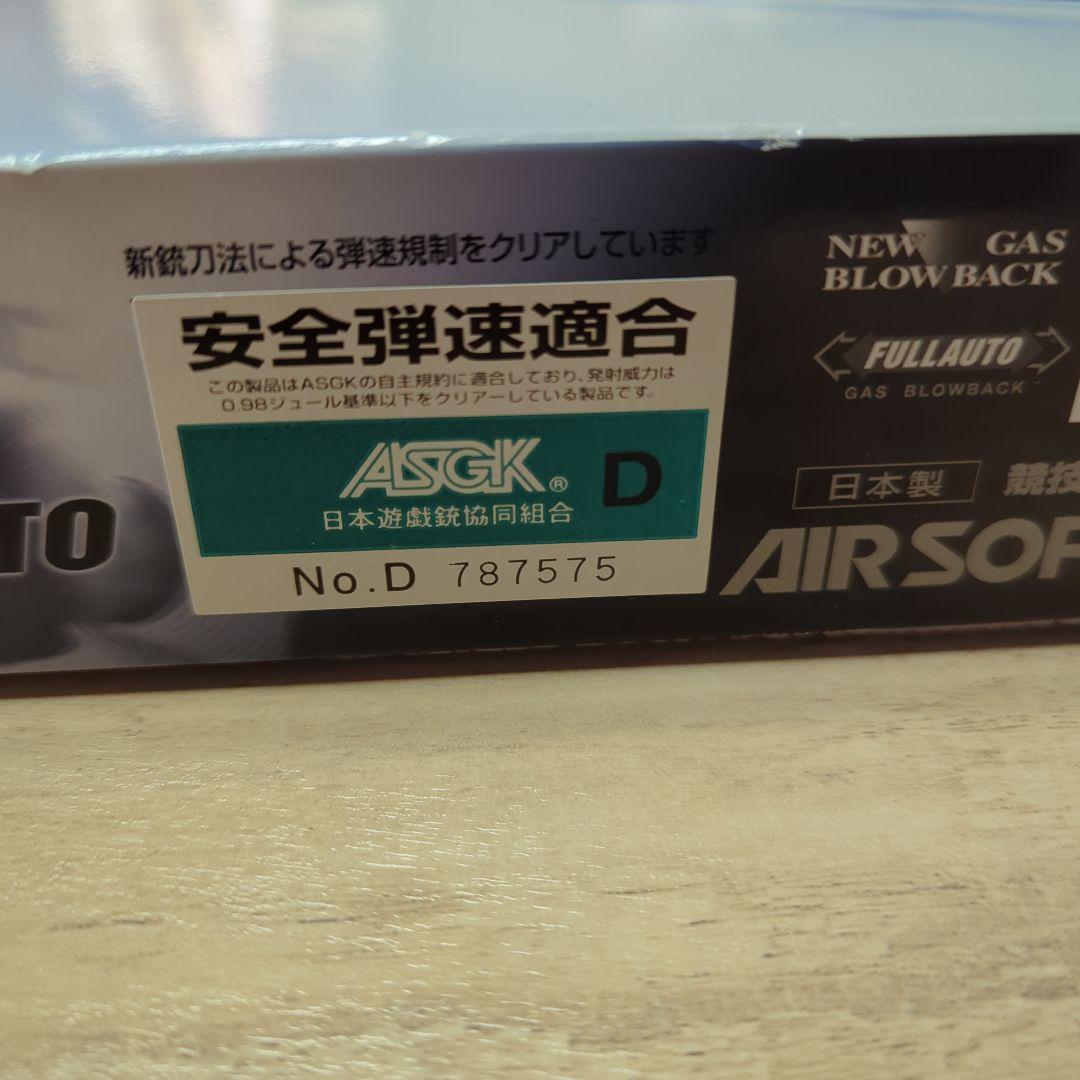 新銃刀法による弾速規制をクリアしています。
安全弾速適合
この製品はASGKの自主規約に適合しており、発射威力は
0.98ジュール基準以下をクリアーしている製品です。
ASGK® D
日本遊戯銃協同組合
No.D 787575
TO
NEW GAS
BLOW BACK
FULLAUTO
GAS BLOWBACK
日本製 競技
AIR SOF